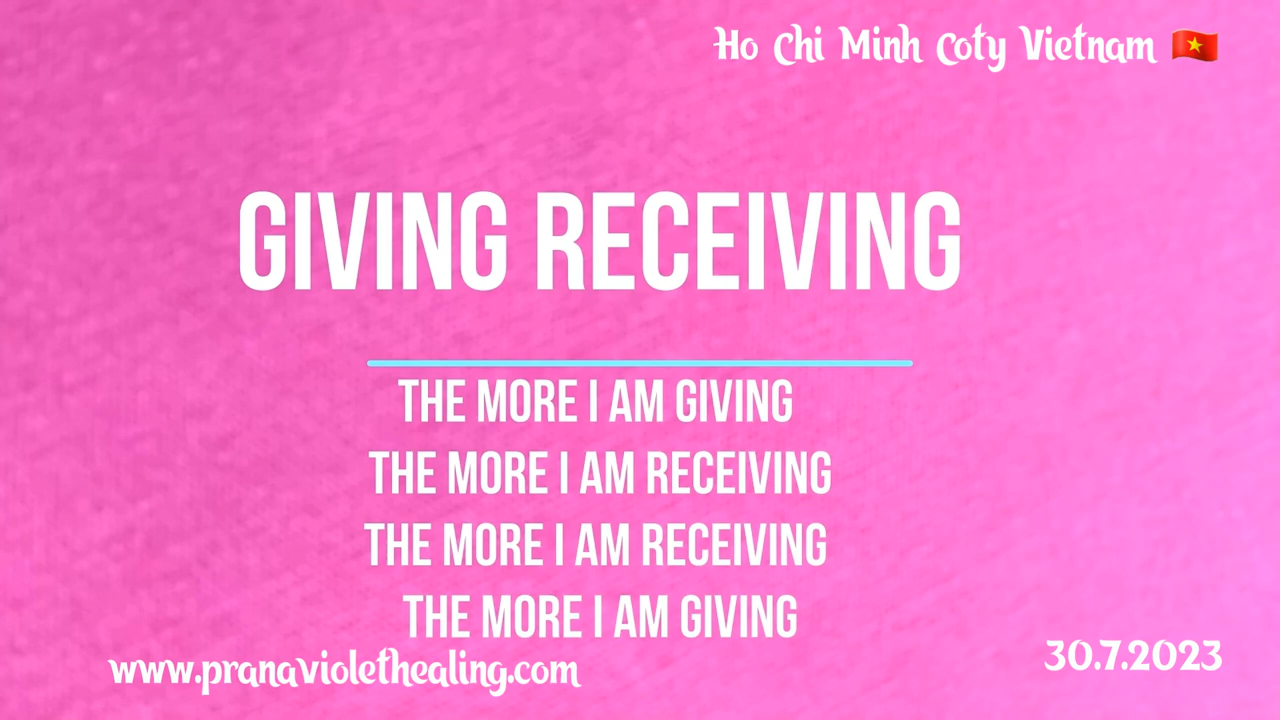 Ho Chi Minh Coty Vietnam 🇻🇳
GIVING RECEIVING
THE MORE I AM GIVING
THE MORE I AM RECEIVING
THE MORE I AM RECEIVING
THE MORE I AM GIVING
www.pranaviolethealing.com
30.7.2023